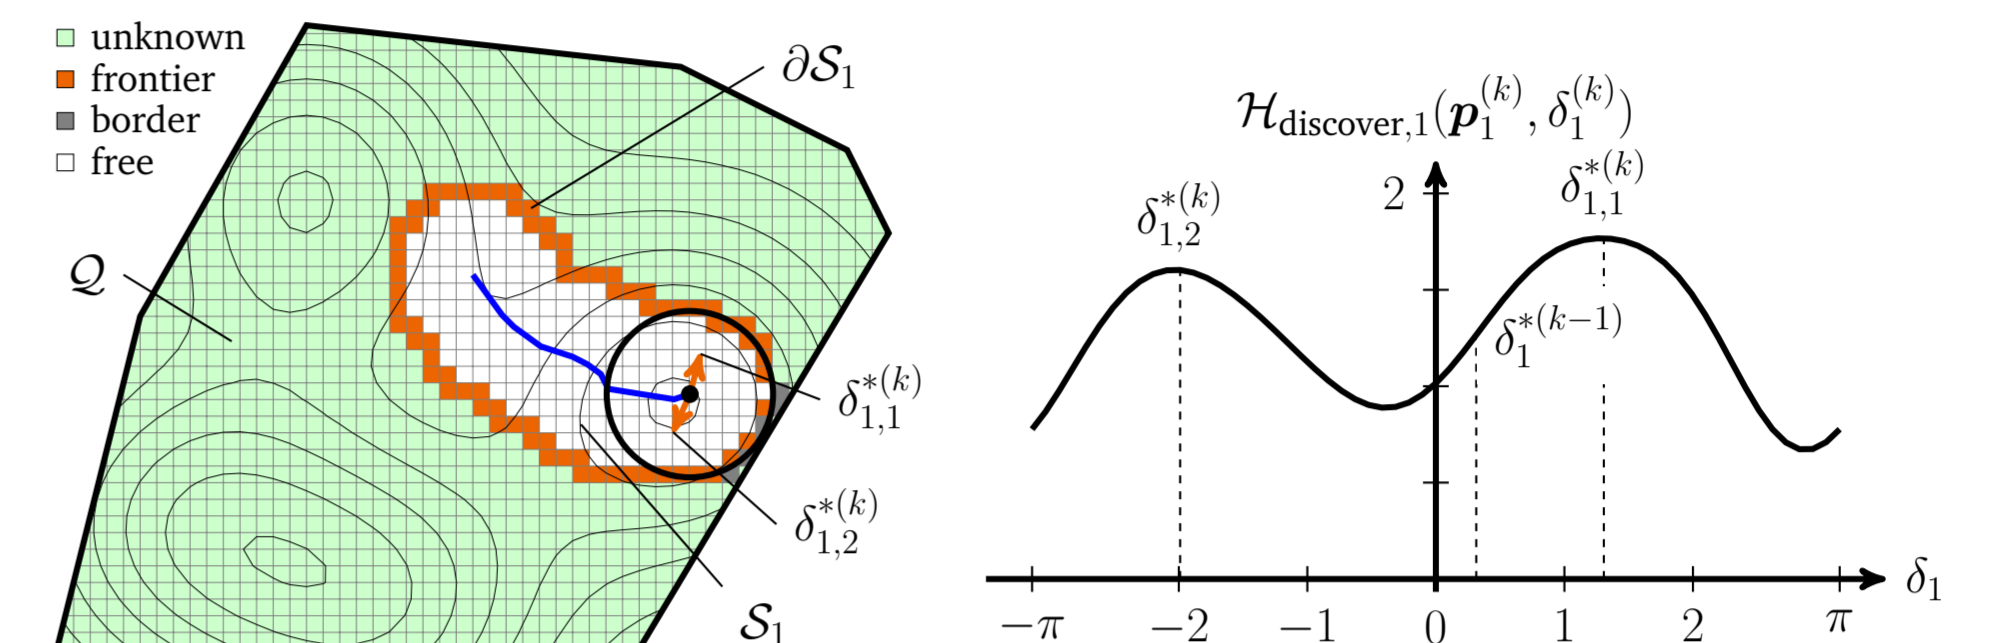 unknown
frontier
border
free
∂𝒮₁
𝒬
δ₁,₁*⁽ᵏ⁾
δ₁,₂*⁽ᵏ⁾
𝒮₁
ℋdiscover,1(𝒑₁⁽ᵏ⁾, δ₁⁽ᵏ⁾)
2
δ₁,₂*⁽ᵏ⁾
δ₁,₁*⁽ᵏ⁾
δ₁*⁽ᵏ⁻¹⁾
δ₁
−π −2 −1 0 1 2 π